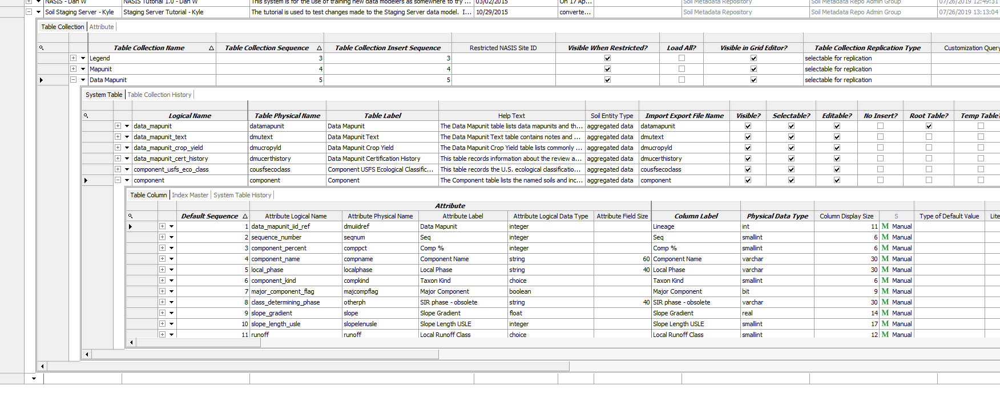 NASIS - Dan W NASIS Tutorial 1.0 - Dan W This system is for the use of training new data modelers as somewhere to try ... 03/02/2015 On 17 Ap... Soil Metadata Repository Soil Metadata Repo Admin Group 07/26/2019 12:49:31
Soil Staging Server - Kyle Staging Server Tutorial - Kyle The tutorial is used to test changes made to the Staging Server data model. I... 10/29/2015 converte... Soil Metadata Repository Soil Metadata Repo Admin Group 07/26/2019 13:13:04
Table Collection Attribute
Table Collection Name Table Collection Sequence Table Collection Insert Sequence Restricted NASIS Site ID Visible When Restricted? Load All? Visible in Grid Editor? Table Collection Replication Type Customization Query
Legend 3 3 selectable for replication
Mapunit 4 4 selectable for replication
Data Mapunit 5 5 selectable for replication
System Table Table Collection History
Logical Name Table Physical Name Table Label Help Text Soil Entity Type Import Export File Name Visible? Selectable? Editable? No Insert? Root Table? Temp Table?
data_mapunit datamapunit Data Mapunit The Data Mapunit table lists data mapunits and th... aggregated data datamapunit
data_mapunit_text dmutext Data Mapunit Text The Data Mapunit Text table contains notes and ... aggregated data dmutext
data_mapunit_crop_yield dmucropyld Data Mapunit Crop Yield The Data Mapunit Crop Yield table lists commonly ... aggregated data dmucropyld
data_mapunit_cert_history dmucerthistory Data Mapunit Certification History This table records information about the review a... aggregated data dmucerthistory
component_usfs_eco_class cousfsecoclass Component USFS Ecological Classific... This table records the U.S. ecological classificatio... aggregated data cousfsecoclass
component component Component The Component table lists the named soils and inc... aggregated data component
Table Column Index Master System Table History
Attribute
Default Sequence Attribute Logical Name Attribute Physical Name Attribute Label Attribute Logical Data Type Attribute Field Size Column Label Physical Data Type Column Display Size S Type of Default Value Lite
1 data_mapunit_iid_ref dmuiidref Data Mapunit integer Lineage int 11 M Manual
2 sequence_number seqnum Seq integer Seq smallint 6 M Manual
3 component_percent comppct Comp % integer Comp % smallint 6 M Manual
4 component_name compname Component Name string 60 Component Name varchar 30 M Manual
5 local_phase localphase Local Phase string 40 Local Phase varchar 30 M Manual
6 component_kind compkind Taxon Kind choice Taxon Kind smallint 6 M Manual
7 major_component_flag majcompflag Major Component boolean Major Component bit 9 M Manual
8 class_determining_phase otherph SIR phase - obsolete string 40 SIR phase - obsolete varchar 30 M Manual
9 slope_gradient slope Slope Gradient float Slope Gradient real 14 M Manual
10 slope_length_usle slopelenusle Slope Length USLE integer Slope Length USLE smallint 17 M Manual
11 runoff runoff Local Runoff Class choice Local Runoff Class smallint 12 M Manual